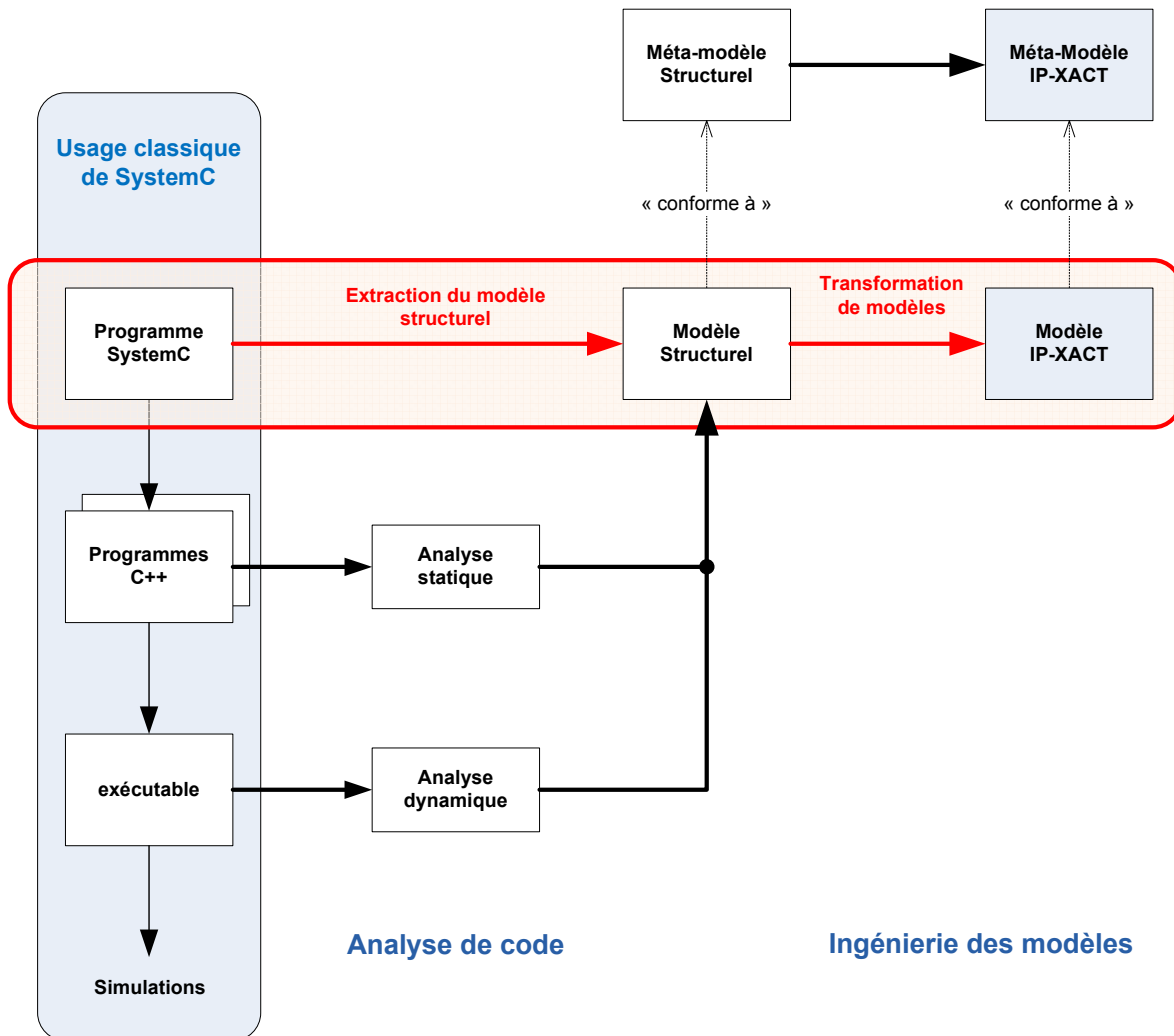 Méta-modèle
Structurel
Méta-Modèle
IP-XACT
Usage classique
de SystemC
« conforme à »
« conforme à »
Programme
SystemC
Extraction du modèle
structurel
Modèle
Structurel
Transformation
de modèles
Modèle
IP-XACT
Programmes
C++
Analyse
statique
exécutable
Analyse
dynamique
Simulations
Analyse de code
Ingénierie des modèles